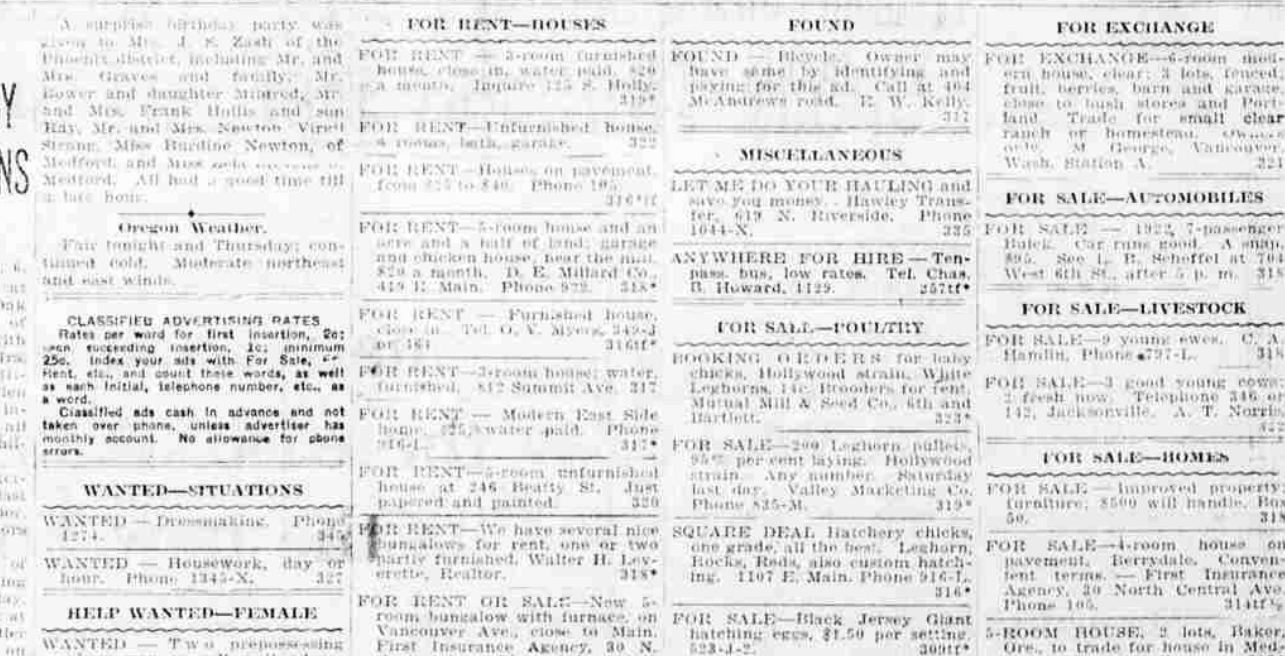 Y
NS
A surprise birthday party was
given to Mrs. J. S. Zash of the
Phoenix district, including Mr. and
Mrs. Graves and family, Mr.
Bower and daughter Mildred, Mr.
and Mrs. Frank Hollis and son
Ray, Mr. and Mrs. Newton Virgil
Strang, Miss Burdine Newton, of
Medford, and Miss
Medford. All had a good time till
a late hour.
Oregon Weather.
Fair tonight and Thursday; con-
tinued cold. Moderate northeast
and east winds.
CLASSIFIED ADVERTISING RATES
Rates per word for first insertion, 2c;
each succeeding insertion, 1c; minimum
25c. Index your ads with For Sale, For
Rent, etc., and count these words, as well
as each initial, telephone number, etc., as
a word.
Classified ads cash in advance and not
taken over phone, unless advertiser has
monthly account. No allowance for phone
errors.
WANTED—SITUATIONS
WANTED — Dressmaking. Phone
1274. 345
WANTED — Housework, day or
hour. Phone 1345-X. 327
HELP WANTED—FEMALE
WANTED — Two prepossessing
FOR RENT—HOUSES
FOR RENT — 3-room furnished
house, close in, water paid. $20
a month. Inquire 125 S. Holly.
319*
FOR RENT—Unfurnished house,
4 rooms, bath, garage. 322
FOR RENT—Houses on pavement,
from $25 to $40. Phone 105.
316*tf
FOR RENT—5-room house and an
acre and a half of land; garage
and chicken house, near the mill.
$20 a month. D. E. Millard Co.,
419 E. Main. Phone 922. 318*
FOR RENT — Furnished house,
close in. Tel. O. V. Myers, 349-J
or 464. 316tf*
FOR RENT—3-room house; water,
furnished. 812 Summit Ave. 317
FOR RENT — Modern East Side
home, $25, water paid. Phone
916-L. 317*
FOR RENT—5-room unfurnished
house at 246 Beatty St. Just
papered and painted. 320
FOR RENT—We have several nice
bungalows for rent, one or two
partly furnished. Walter H. Lev-
erette, Realtor. 318*
FOR RENT OR SALE—New 5-
room bungalow with furnace, on
Vancouver Ave., close to Main.
First Insurance Agency, 30 N.
FOUND
FOUND — Bicycle. Owner may
have same by identifying and
paying for this ad. Call at 404
McAndrews road. R. W. Kelly.
317
MISCELLANEOUS
LET ME DO YOUR HAULING and
save you money. Hawley Trans-
fer, 619 N. Riverside. Phone
1044-X. 335
ANYWHERE FOR HIRE — Ten-
pass. bus, low rates. Tel. Chas.
B. Howard, 1129. 257tf*
FOR SALE—POULTRY
BOOKING ORDERS for baby
chicks, Hollywood strain, White
Leghorns, 14c. Brooders for rent.
Mutual Mill & Seed Co., 6th and
Bartlett. 323*
FOR SALE—200 Leghorn pullets,
95% per cent laying. Hollywood
strain. Any number. Saturday
last day. Valley Marketing Co.
Phone 835-M. 319*
SQUARE DEAL Hatchery chicks,
one grade, all the best. Leghorn,
Rocks, Reds, also custom hatch-
ing. 1107 E. Main. Phone 916-L.
316*
FOR SALE—Black Jersey Giant
hatching eggs, $1.50 per setting.
523-J-2. 309tf*
FOR EXCHANGE
FOR EXCHANGE—6-room mod-
ern house, clear; 3 lots, fenced,
fruit, berries, barn and garage,
close to bush stores and Port
land. Trade for small clear
ranch or homestead. Owners
only. M. George, Vancouver,
Wash. Station A.
FOR SALE—AUTOMOBILES
FOR SALE — 1922, 7-passenger
Buick. Car runs good. A snap,
$95. See L. B. Scheffel at 704
West 6th St., after 5 p. m.
FOR SALE—LIVESTOCK
FOR SALE—9 young ewes. C. A.
Hamlin, Phone 797-L.
FOR SALE—3 good young cows,
2 fresh now. Telephone 346 or
142, Jacksonville. A. T. Norris
FOR SALE—HOMES
FOR SALE — Improved property,
furniture, $500 will handle. Box
50.
FOR SALE—4-room house on
pavement, Berrydale. Conven-
ient terms. — First Insurance
Agency, 30 North Central Ave.
Phone 105. 314tf*
5-ROOM HOUSE, 2 lots, Baker,
Ore., to trade for house in Med-